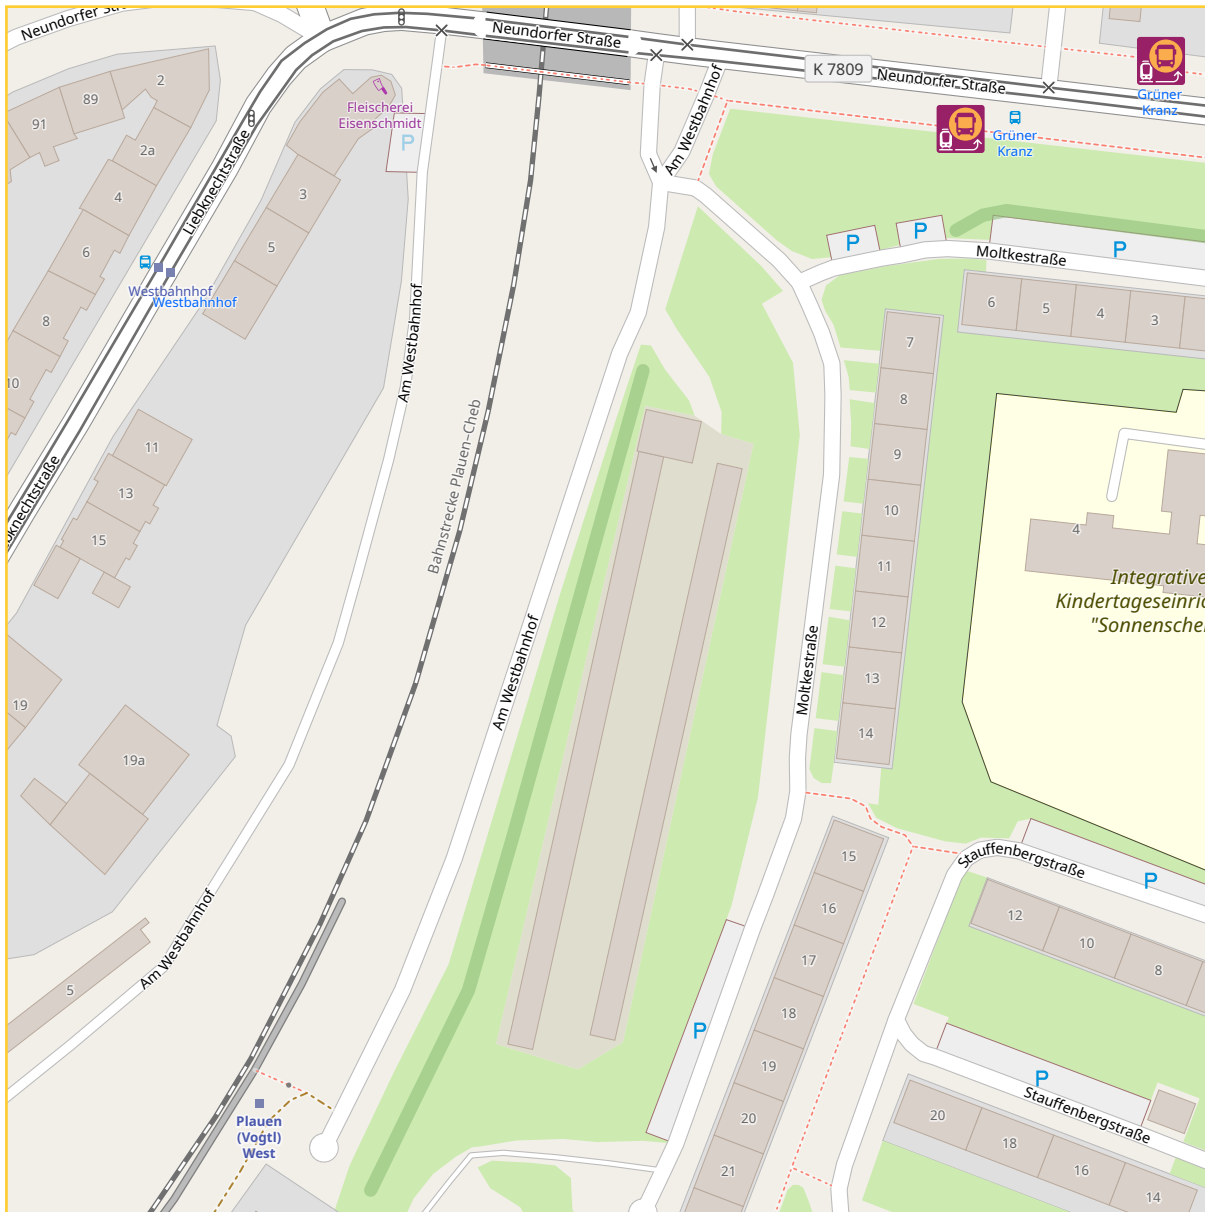 Neundorfer Straße
Neundorfer Straße
K 7809
Neundorfer Straße
Grüner
Kranz
Grüner
Kranz
Fleischerei
Eisenschmidt
P
Am Westbahnhof
Liebknechtstraße
2
89
91
2a
4
6
8
10
3
5
Westbahnhof
Westbahnhof
P
P
P
Moltkestraße
6
5
4
3
Am Westbahnhof
7
8
9
10
11
12
13
14
Bahnstrecke Plauen–Cheb
11
13
15
4
Integrative
"Sonnensche
Am Westbahnhof
Moltkestraße
19
19a
Stauffenbergstraße
P
15
16
17
18
19
20
21
12
10
8
Am Westbahnhof
5
P
P
Stauffenbergstraße
20
18
16
14
Plauen
(Vogtl)
West